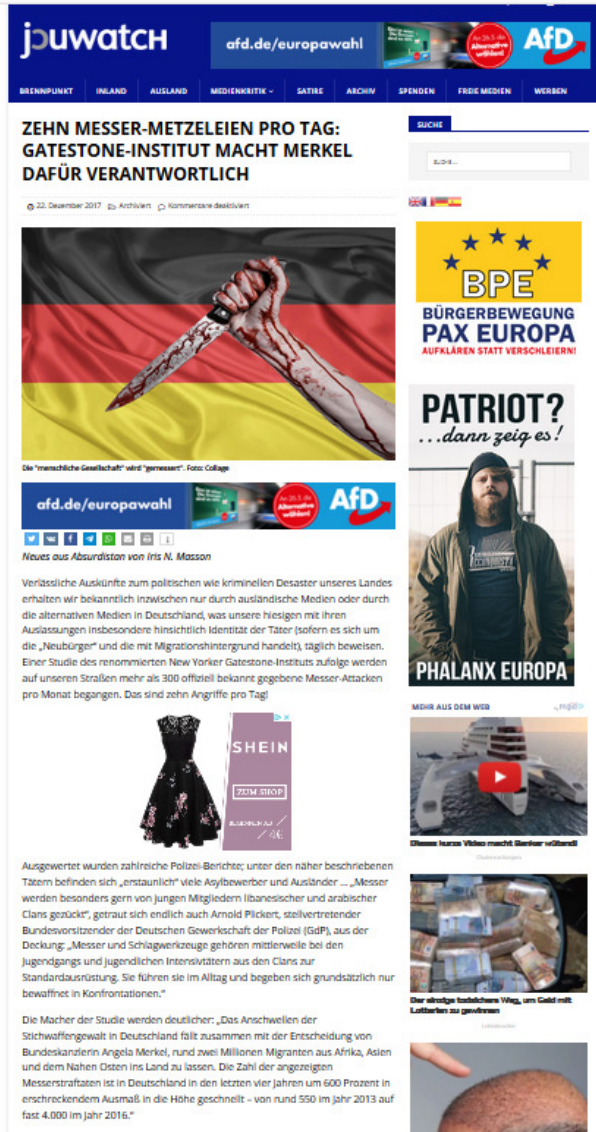 jouwatch
afd.de/europawahl
An 26.5. die
Alternative
wählen!
AfD
BRENNPUNKT INLAND AUSLAND MEDIENKRITIK SATIRE ARCHIV SPENDEN FREIE MEDIEN WERBEN
ZEHN MESSER-METZELEIEN PRO TAG:
GATESTONE-INSTITUT MACHT MERKEL
DAFÜR VERANTWORTLICH
22. Dezember 2017 Archiviert Kommentare deaktiviert
Die "menschliche Gesellschaft" wird "gemessert". Foto: Collage
afd.de/europawahl
An 26.5. die
Alternative
wählen!
AfD
Neues aus Absurdistan von Iris N. Masson
Verlässliche Auskünfte zum politischen wie kriminellen Desaster unseres Landes
erhalten wir bekanntlich inzwischen nur durch ausländische Medien oder durch
die alternativen Medien in Deutschland, was unsere hiesigen mit ihren
Auslassungen insbesondere hinsichtlich Identität der Täter (sofern es sich um
die „Neubürger" und die mit Migrationshintergrund handelt), täglich beweisen.
Einer Studie des renommierten New Yorker Gatestone-Instituts zufolge werden
auf unseren Straßen mehr als 300 offiziell bekannt gegebene Messer-Attacken
pro Monat begangen. Das sind zehn Angriffe pro Tag!
SHEIN
ZUM SHOP
Ausgewertet wurden zahlreiche Polizei-Berichte; unter den näher beschriebenen
Tätern befinden sich „erstaunlich" viele Asylbewerber und Ausländer ... „Messer
werden besonders gern von jungen Mitgliedern libanesischer und arabischer
Clans gezückt", getraut sich endlich auch Arnold Plickert, stellvertretender
Bundesvorsitzender der Deutschen Gewerkschaft der Polizei (GdP), aus der
Deckung: „Messer und Schlagwerkzeuge gehören mittlerweile bei den
Jugendgangs und jugendlichen Intensivtätern aus den Clans zur
Standardausrüstung. Sie führen sie im Alltag und begeben sich grundsätzlich nur
bewaffnet in Konfrontationen."
Die Macher der Studie werden deutlicher: „Das Anschwellen der
Stichwaffengewalt in Deutschland fällt zusammen mit der Entscheidung von
Bundeskanzlerin Angela Merkel, rund zwei Millionen Migranten aus Afrika, Asien
und dem Nahen Osten ins Land zu lassen. Die Zahl der angezeigten
Messerstraftaten ist in Deutschland in den letzten vier Jahren um 600 Prozent in
erschreckendem Ausmaß in die Höhe geschnellt – von rund 550 im Jahr 2013 auf
fast 4.000 im Jahr 2016."
SUCHE
BPE
BÜRGERBEWEGUNG
PAX EUROPA
AUFKLÄREN STATT VERSCHLEIERN!
PATRIOT?
...dann zeig es!
PHALANX EUROPA
MEHR AUS DEM WEB
Dieses kurze Video macht Banker wütend!
Der einzige todsichere Weg, um Geld mit
Lotterien zu gewinnen